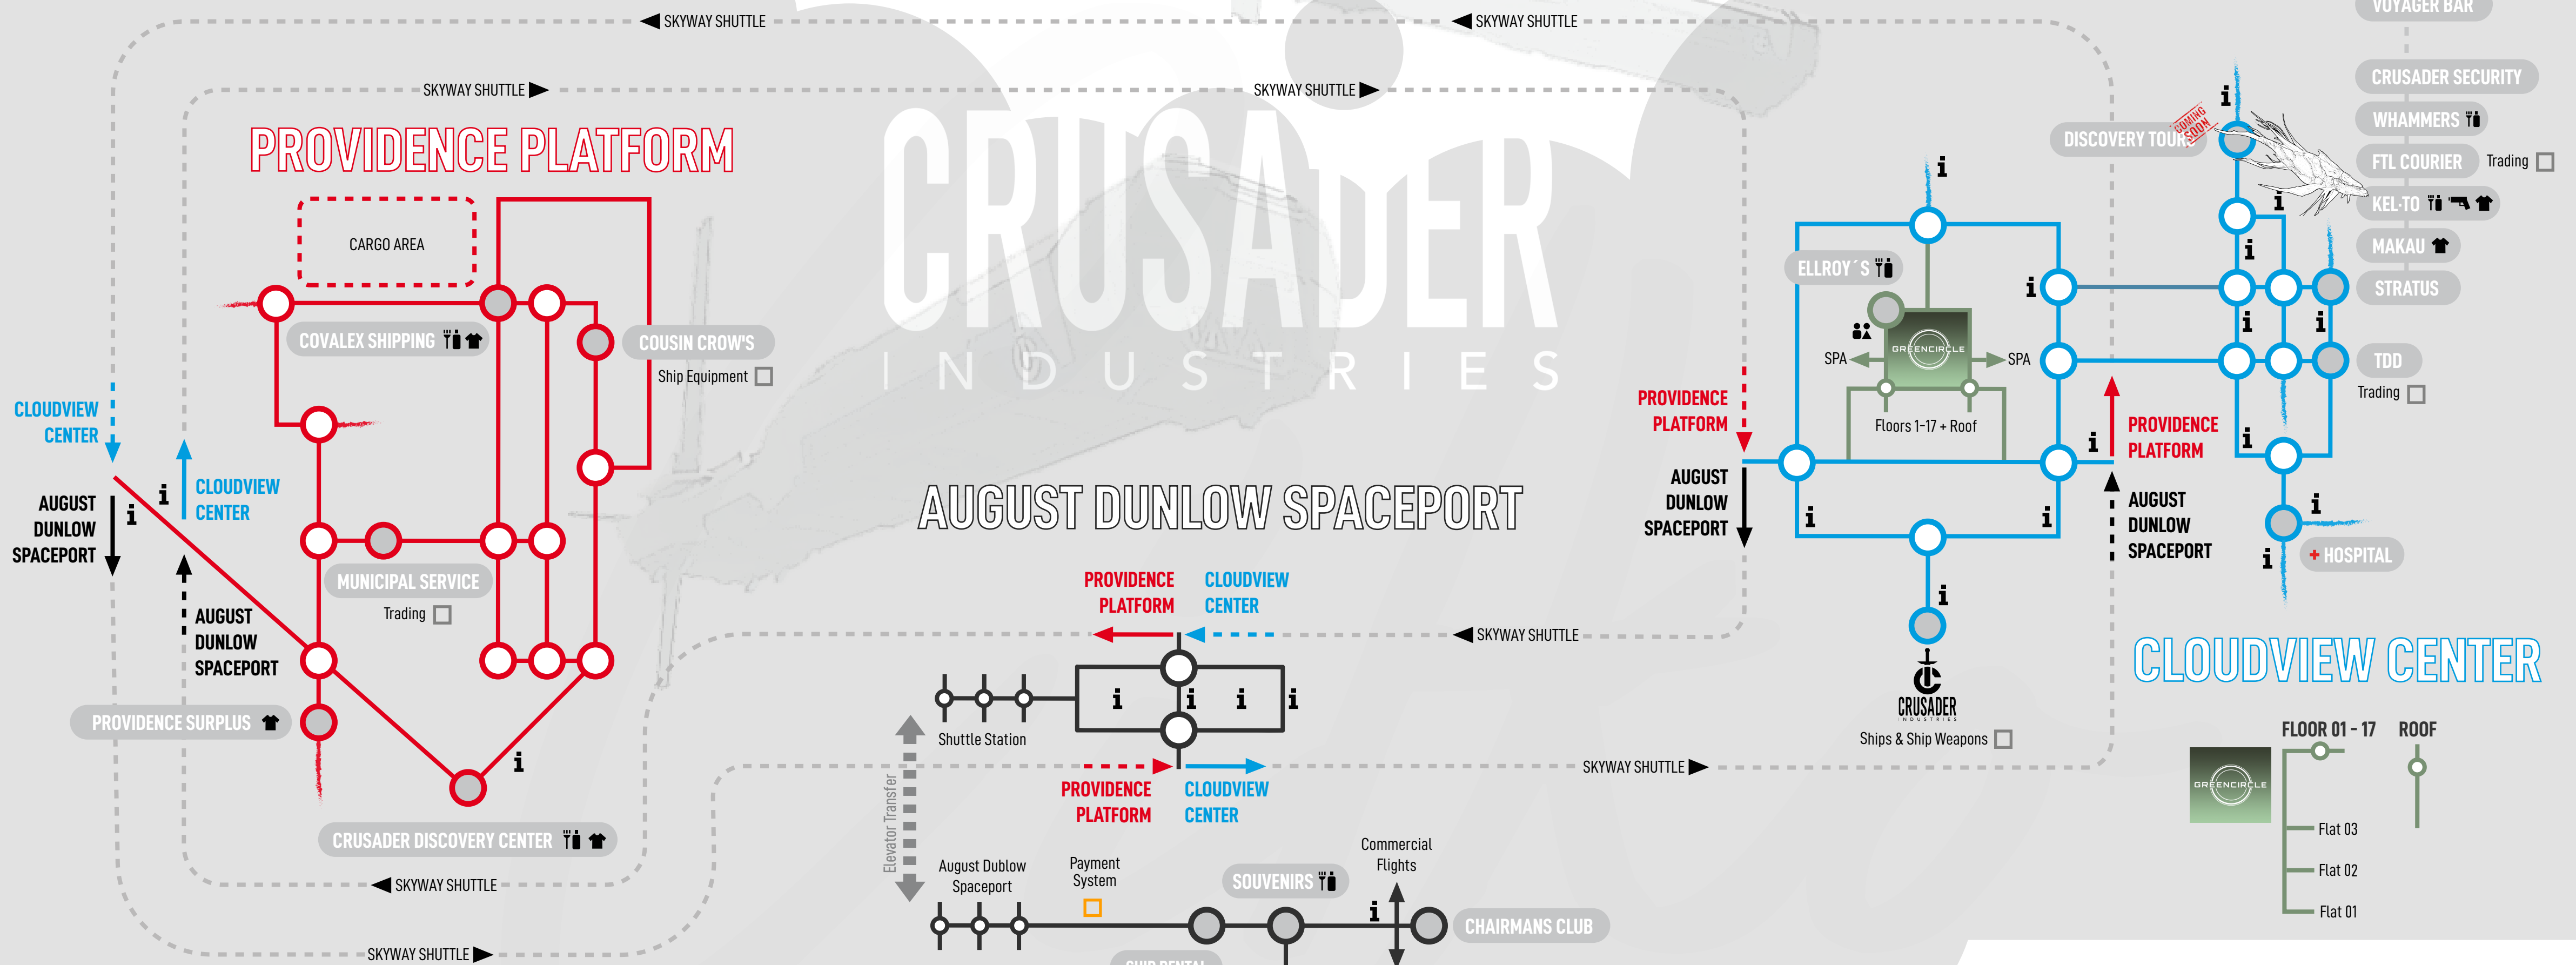 SKYWAY SHUTTLE
SKYWAY SHUTTLE
SKYWAY SHUTTLE
SKYWAY SHUTTLE
PROVIDENCE PLATFORM
CARGO AREA
COVALEX SHIPPING
COUSIN CROW'S
Ship Equipment
CLOUDVIEW
CENTER
AUGUST
DUNLOW
SPACEPORT
i
i
CLOUDVIEW
CENTER
AUGUST
DUNLOW
SPACEPORT
MUNICIPAL SERVICE
Trading
PROVIDENCE SURPLUS
i
CRUSADER DISCOVERY CENTER
SKYWAY SHUTTLE
SKYWAY SHUTTLE
CRUSADER
INDUSTRIES
AUGUST DUNLOW SPACEPORT
PROVIDENCE
PLATFORM
CLOUDVIEW
CENTER
SKYWAY SHUTTLE
i
i
i
i
Shuttle Station
PROVIDENCE
PLATFORM
CLOUDVIEW
CENTER
SKYWAY SHUTTLE
Elevator Transfer
August Dublow
Spaceport
Payment
System
SOUVENIRS
Commercial
Flights
i
CHAIRMANS CLUB
SHIP RENTAL
PROVIDENCE
PLATFORM
AUGUST
DUNLOW
SPACEPORT
i
ELLROY´S
GREENCIRCLE
SPA
SPA
Floors 1-17 + Roof
i
i
i
i
i
CRUSADER
INDUSTRIES
Ships & Ship Weapons
PROVIDENCE
PLATFORM
AUGUST
DUNLOW
SPACEPORT
i
DISCOVERY TOUR
COMING
SOON
i
i
i
i
i
i
i
i
+ HOSPITAL
VOYAGER BAR
CRUSADER SECURITY
WHAMMERS
FTL COURIER
Trading
KEL·TO
MAKAU
STRATUS
TDD
Trading
CLOUDVIEW CENTER
FLOOR 01 - 17
ROOF
GREENCIRCLE
Flat 03
Flat 02
Flat 01